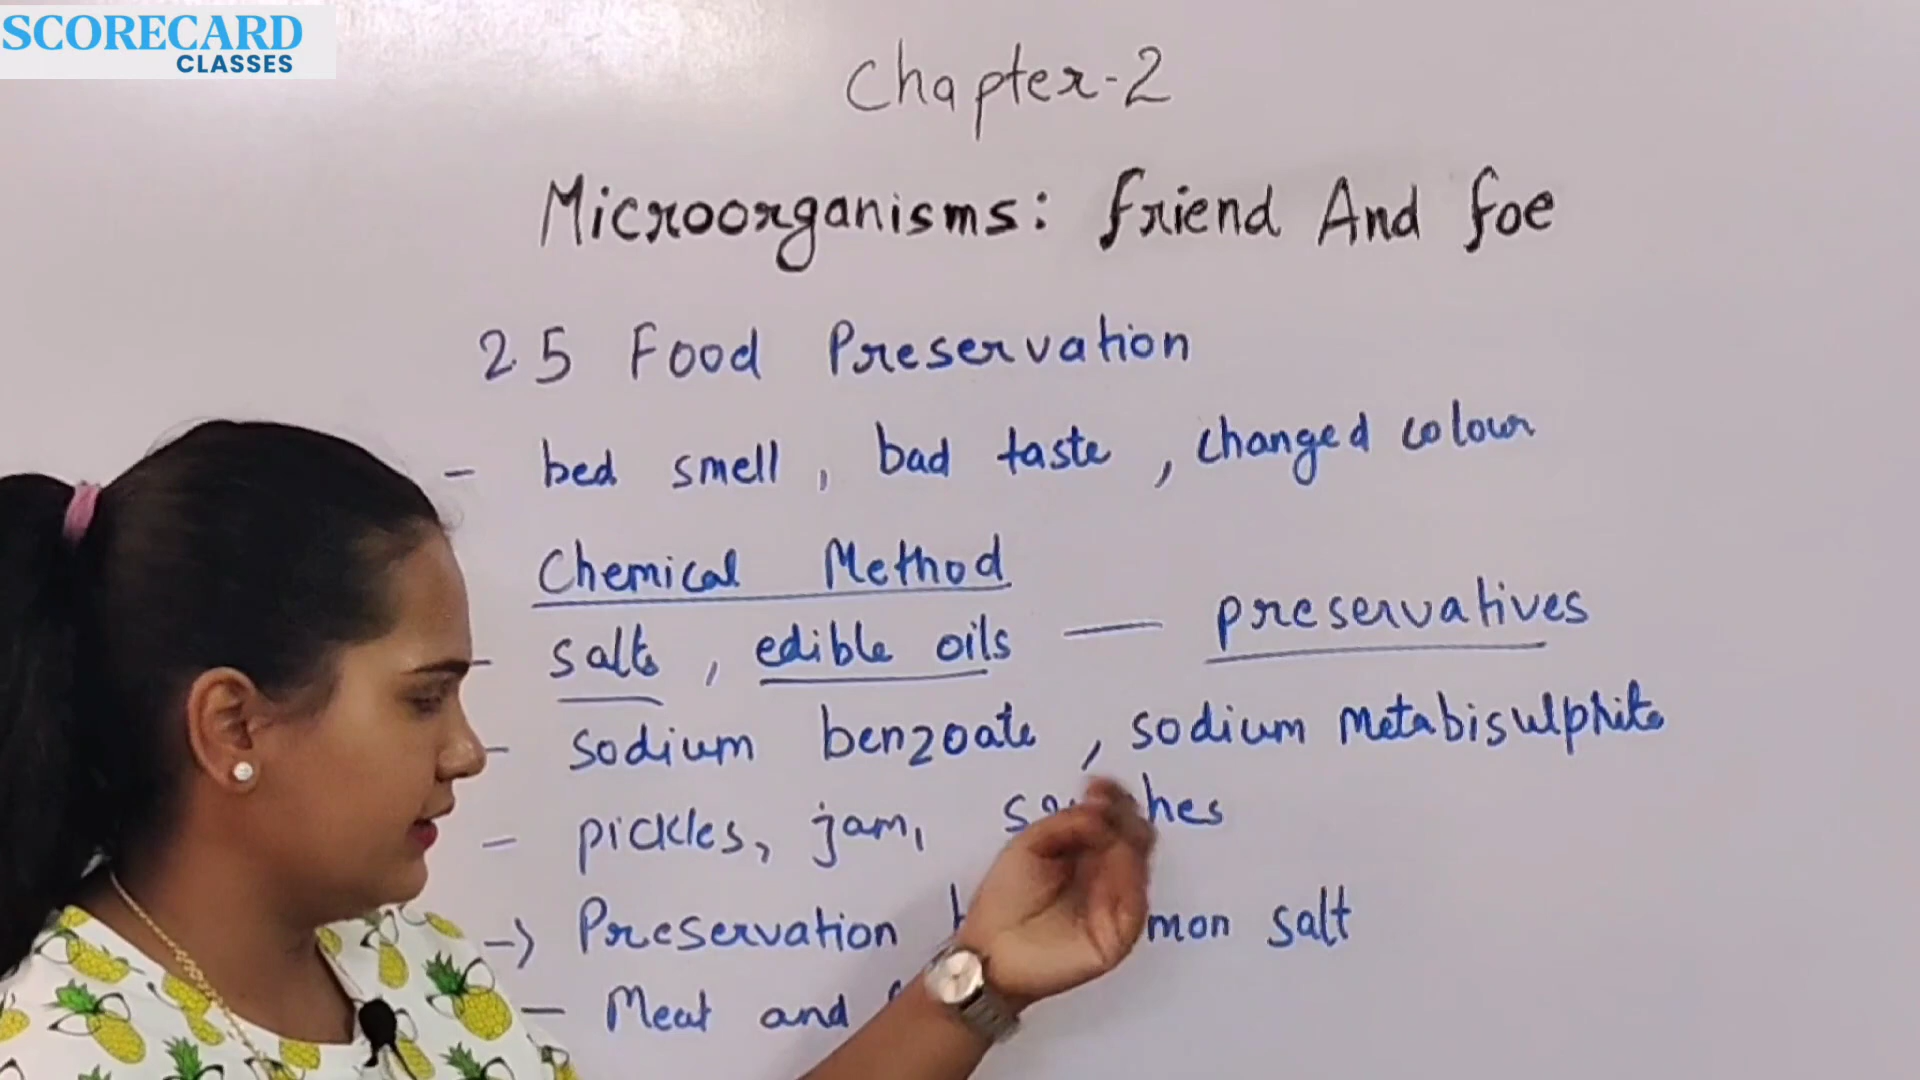 SCORECARD
CLASSES
Chapter-2
Microorganisms: friend And foe
2.5 Food Preservation
- bed smell, bad taste, changed colour
Chemical Method
- salts, edible oils — preservatives
- sodium benzoate, sodium Metabisulphite
- pickles, jam,
-> Preservation salt
- Meat and